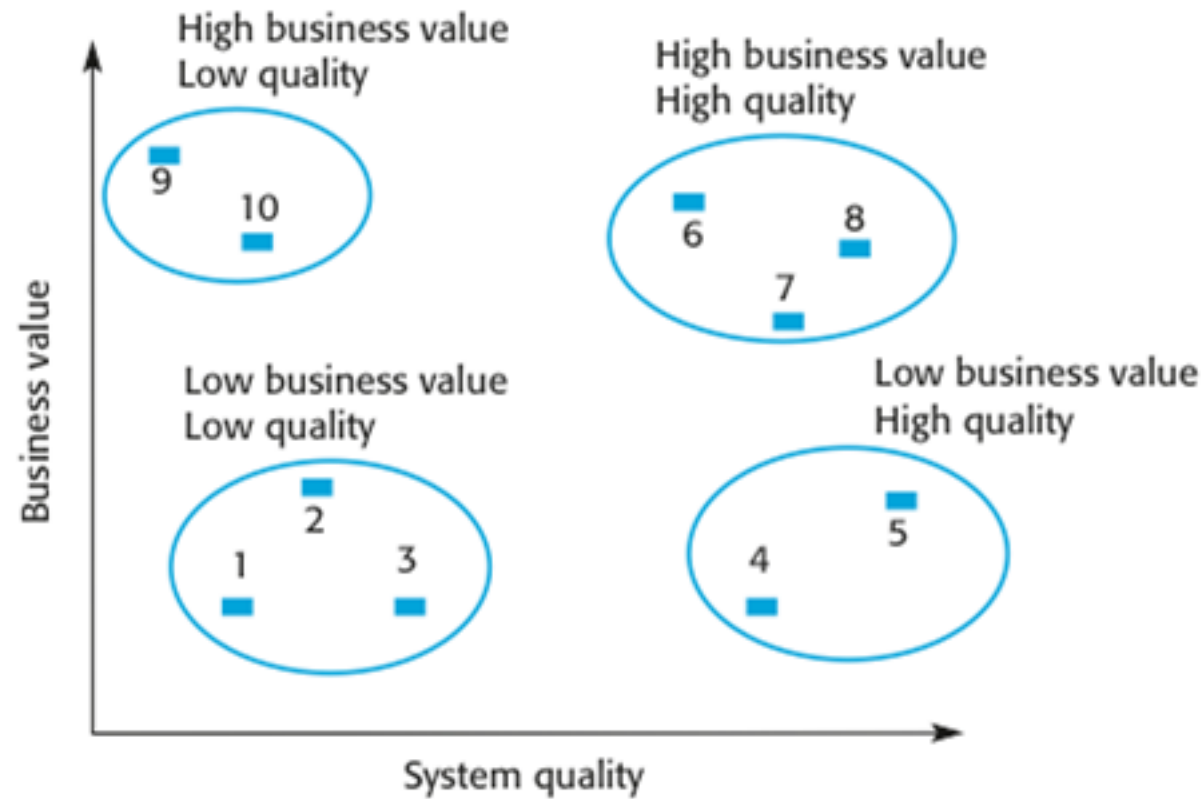 High business value
Low quality
High business value
High quality
9
10
6
8
7
Business value
Low business value
Low quality
Low business value
High quality
2
1
3
5
4
System quality